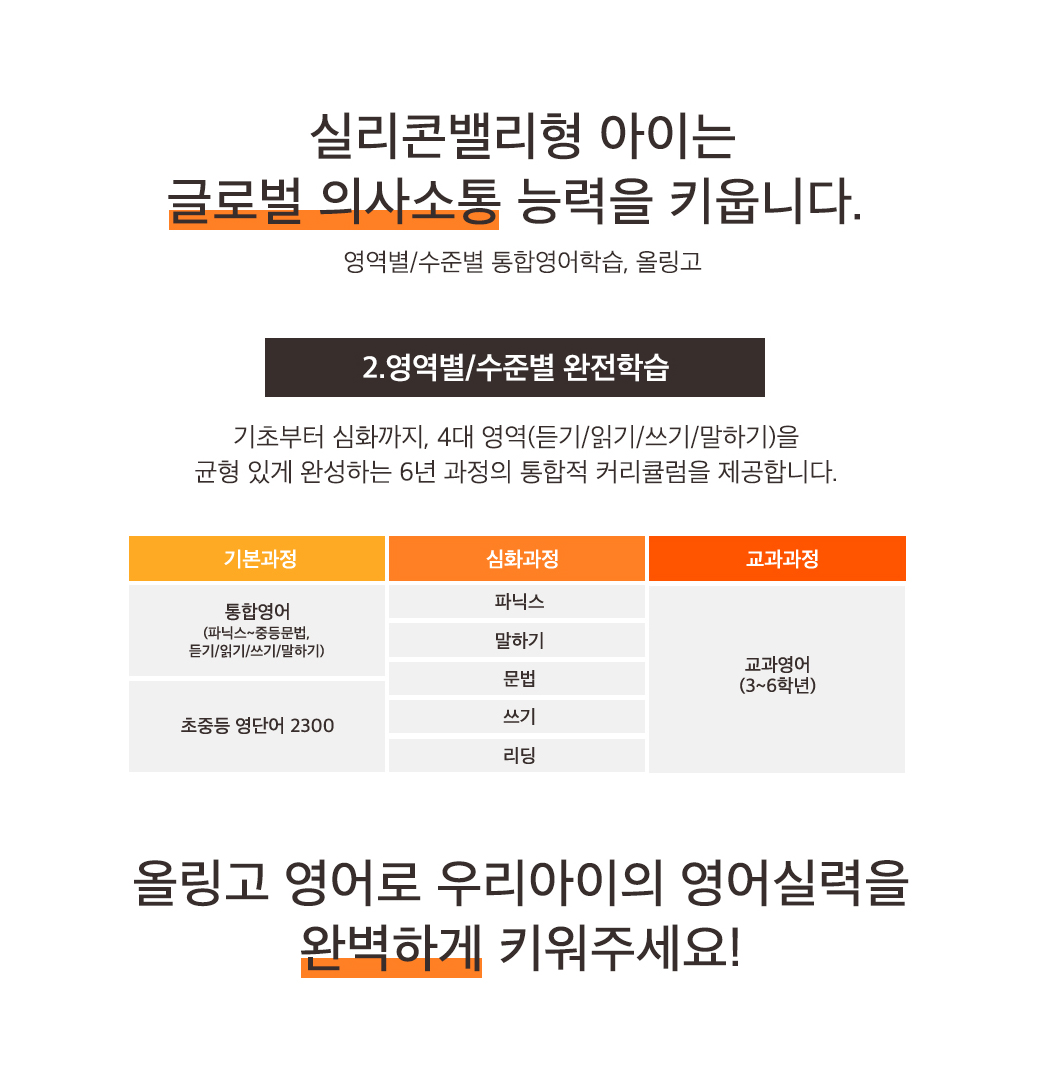 실리콘밸리형 아이는
글로벌 의사소통 능력을 키웁니다.
영역별/수준별 통합영어학습, 올링고
2.영역별/수준별 완전학습
기초부터 심화까지, 4대 영역(듣기/읽기/쓰기/말하기)을
균형 있게 완성하는 6년 과정의 통합적 커리큘럼을 제공합니다.
기본과정
심화과정
교과과정
통합영어
(파닉스~중등문법,
듣기/읽기/쓰기/말하기)
초중등 영단어 2300
파닉스
말하기
문법
쓰기
리딩
교과영어
(3~6학년)
올링고 영어로 우리아이의 영어실력을
완벽하게 키워주세요!